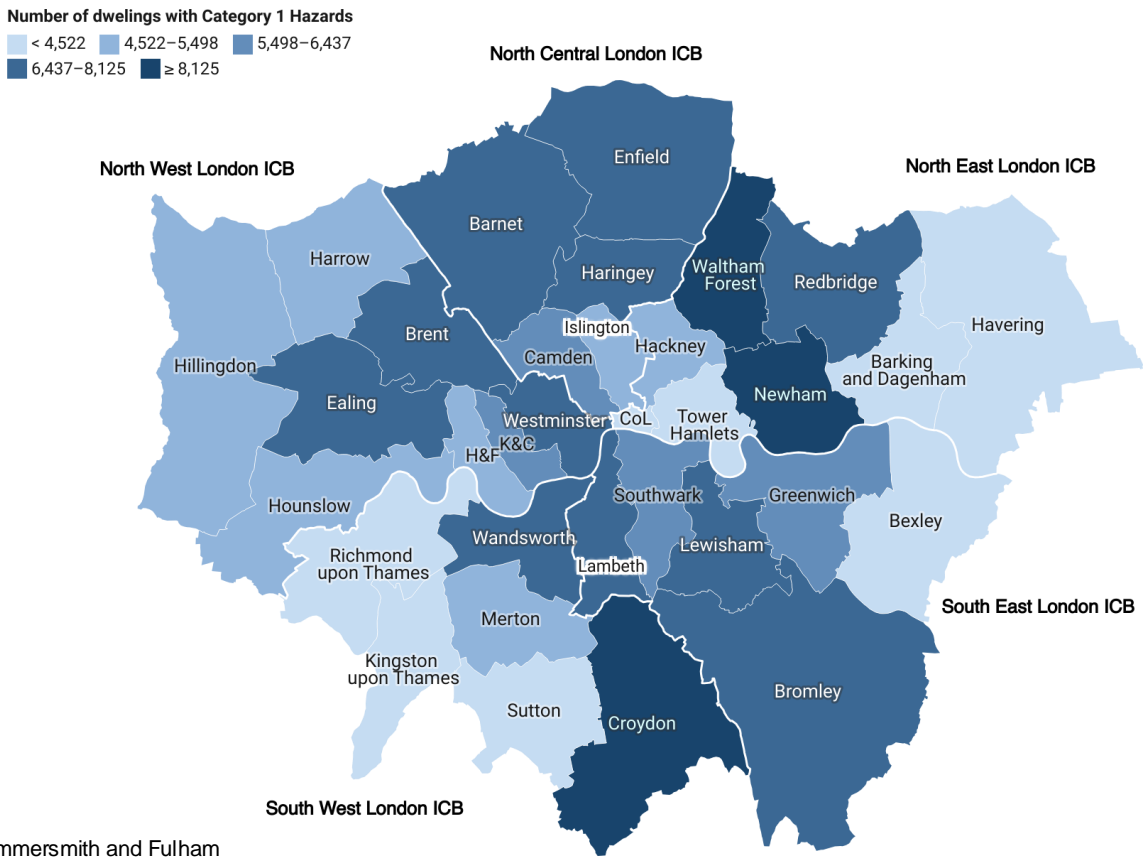 Number of dwelings with Category 1 Hazards
< 4,522 4,522–5,498 5,498–6,437
6,437–8,125 ≥ 8,125
North Central London ICB
North West London ICB
North East London ICB
Enfield
Barnet
Harrow
Haringey
Waltham
Forest
Redbridge
Islington
Havering
Brent
Hackney
Camden
Hillingdon
Barking
and Dagenham
Newham
Ealing
Westminster
CoL
Tower
Hamlets
K&C
H&F
Hounslow
Southwark
Greenwich
Bexley
Wandsworth
Lewisham
Richmond
upon Thames
Lambeth
South East London ICB
Merton
Kingston
upon Thames
Bromley
Sutton
Croydon
South West London ICB
mmersmith and Fulham